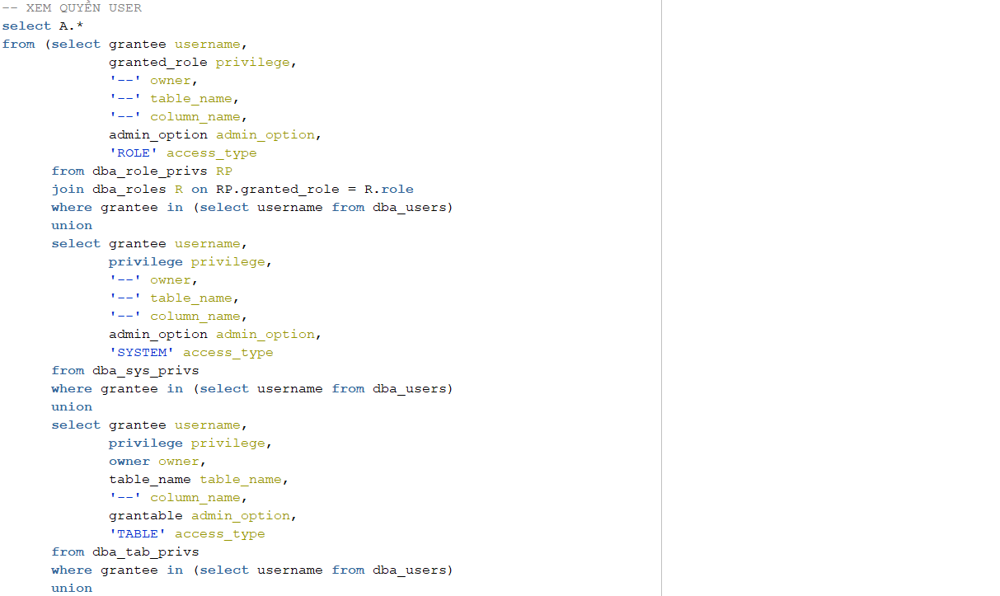 -- XEM QUYỀN USER
select A.*
from (select grantee username,
granted_role privilege,
'--' owner,
'--' table_name,
'--' column_name,
admin_option admin_option,
'ROLE' access_type
from dba_role_privs RP
join dba_roles R on RP.granted_role = R.role
where grantee in (select username from dba_users)
union
select grantee username,
privilege privilege,
'--' owner,
'--' table_name,
'--' column_name,
admin_option admin_option,
'SYSTEM' access_type
from dba_sys_privs
where grantee in (select username from dba_users)
union
select grantee username,
privilege privilege,
owner owner,
table_name table_name,
'--' column_name,
grantable admin_option,
'TABLE' access_type
from dba_tab_privs
where grantee in (select username from dba_users)
union